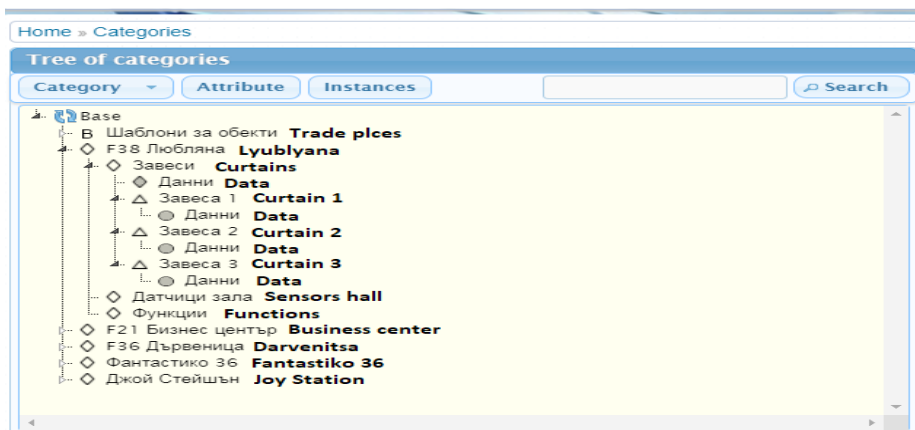 Home » Categories
Tree of categories
Category Attribute Instances Search
Base
B Шаблони за обекти Trade plces
F38 Любляна Lyublyana
Завеси Curtains
Данни Data
Завеса 1 Curtain 1
Данни Data
Завеса 2 Curtain 2
Данни Data
Завеса 3 Curtain 3
Данни Data
Датчици зала Sensors hall
Функции Functions
F21 Бизнес център Business center
F36 Дървеница Darvenitsa
Фантастико 36 Fantastiko 36
Джой Стейшън Joy Station